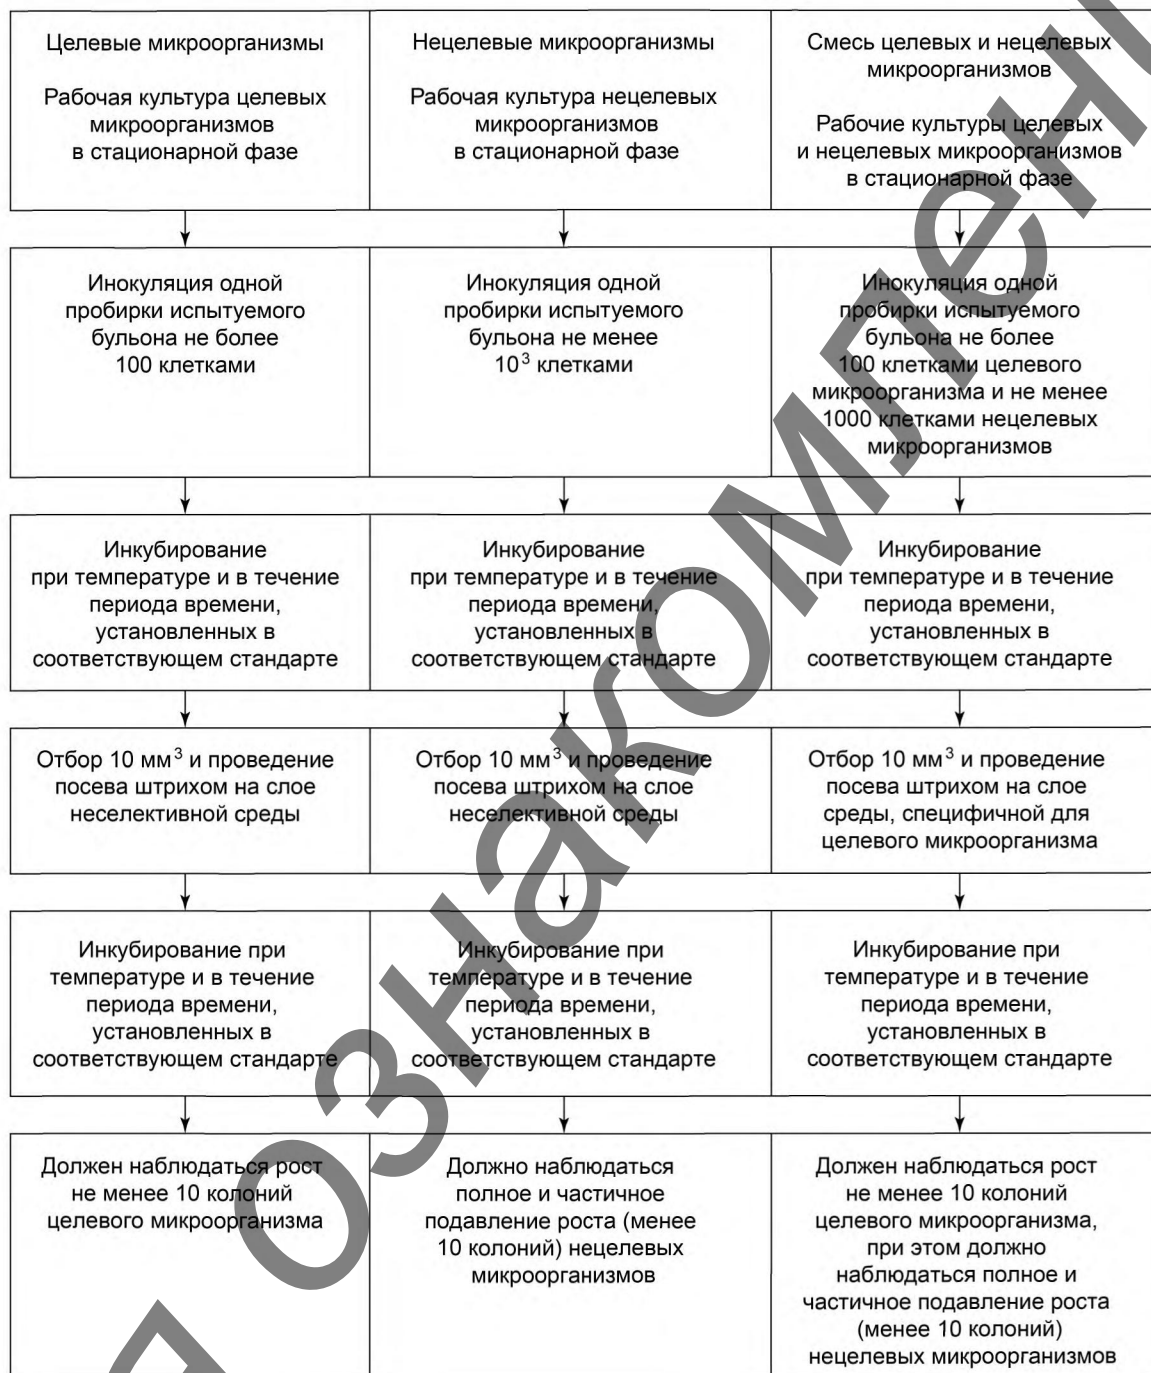 Целевые микроорганизмы
Рабочая культура целевых
микроорганизмов
в стационарной фазе
Нецелевые микроорганизмы
Рабочая культура нецелевых
микроорганизмов
в стационарной фазе
Смесь целевых и нецелевых
микроорганизмов
Рабочие культуры целевых
и нецелевых микроорганизмов
в стационарной фазе
Инокуляция одной
пробирки испытуемого
бульона не более
100 клетками
Инокуляция одной
пробирки испытуемого
бульона не менее
10³ клетками
Инокуляция одной
пробирки испытуемого
бульона не более
100 клетками целевого
микроорганизма и не менее
1000 клетками нецелевых
микроорганизмов
Инкубирование
при температуре и в течение
периода времени,
установленных в
соответствующем стандарте
Инкубирование
при температуре и в течение
периода времени,
установленных в
соответствующем стандарте
Инкубирование
при температуре и в течение
периода времени,
установленных в
соответствующем стандарте
Отбор 10 мм³ и проведение
посева штрихом на слое
неселективной среды
Отбор 10 мм³ и проведение
посева штрихом на слое
неселективной среды
Отбор 10 мм³ и проведение
посева штрихом на слое
среды, специфичной для
целевого микроорганизма
Инкубирование при
температуре и в течение
периода времени,
установленных в
соответствующем стандарте
Инкубирование при
температуре и в течение
периода времени,
установленных в
соответствующем стандарте
Инкубирование при
температуре и в течение
периода времени,
установленных в
соответствующем стандарте
Должен наблюдаться рост
не менее 10 колоний
целевого микроорганизма
Должно наблюдаться
полное и частичное
подавление роста (менее
10 колоний) нецелевых
микроорганизмов
Должен наблюдаться рост
не менее 10 колоний
целевого микроорганизма,
при этом должно
наблюдаться полное и
частичное подавление роста
(менее 10 колоний)
нецелевых микроорганизмов
ознакомлени